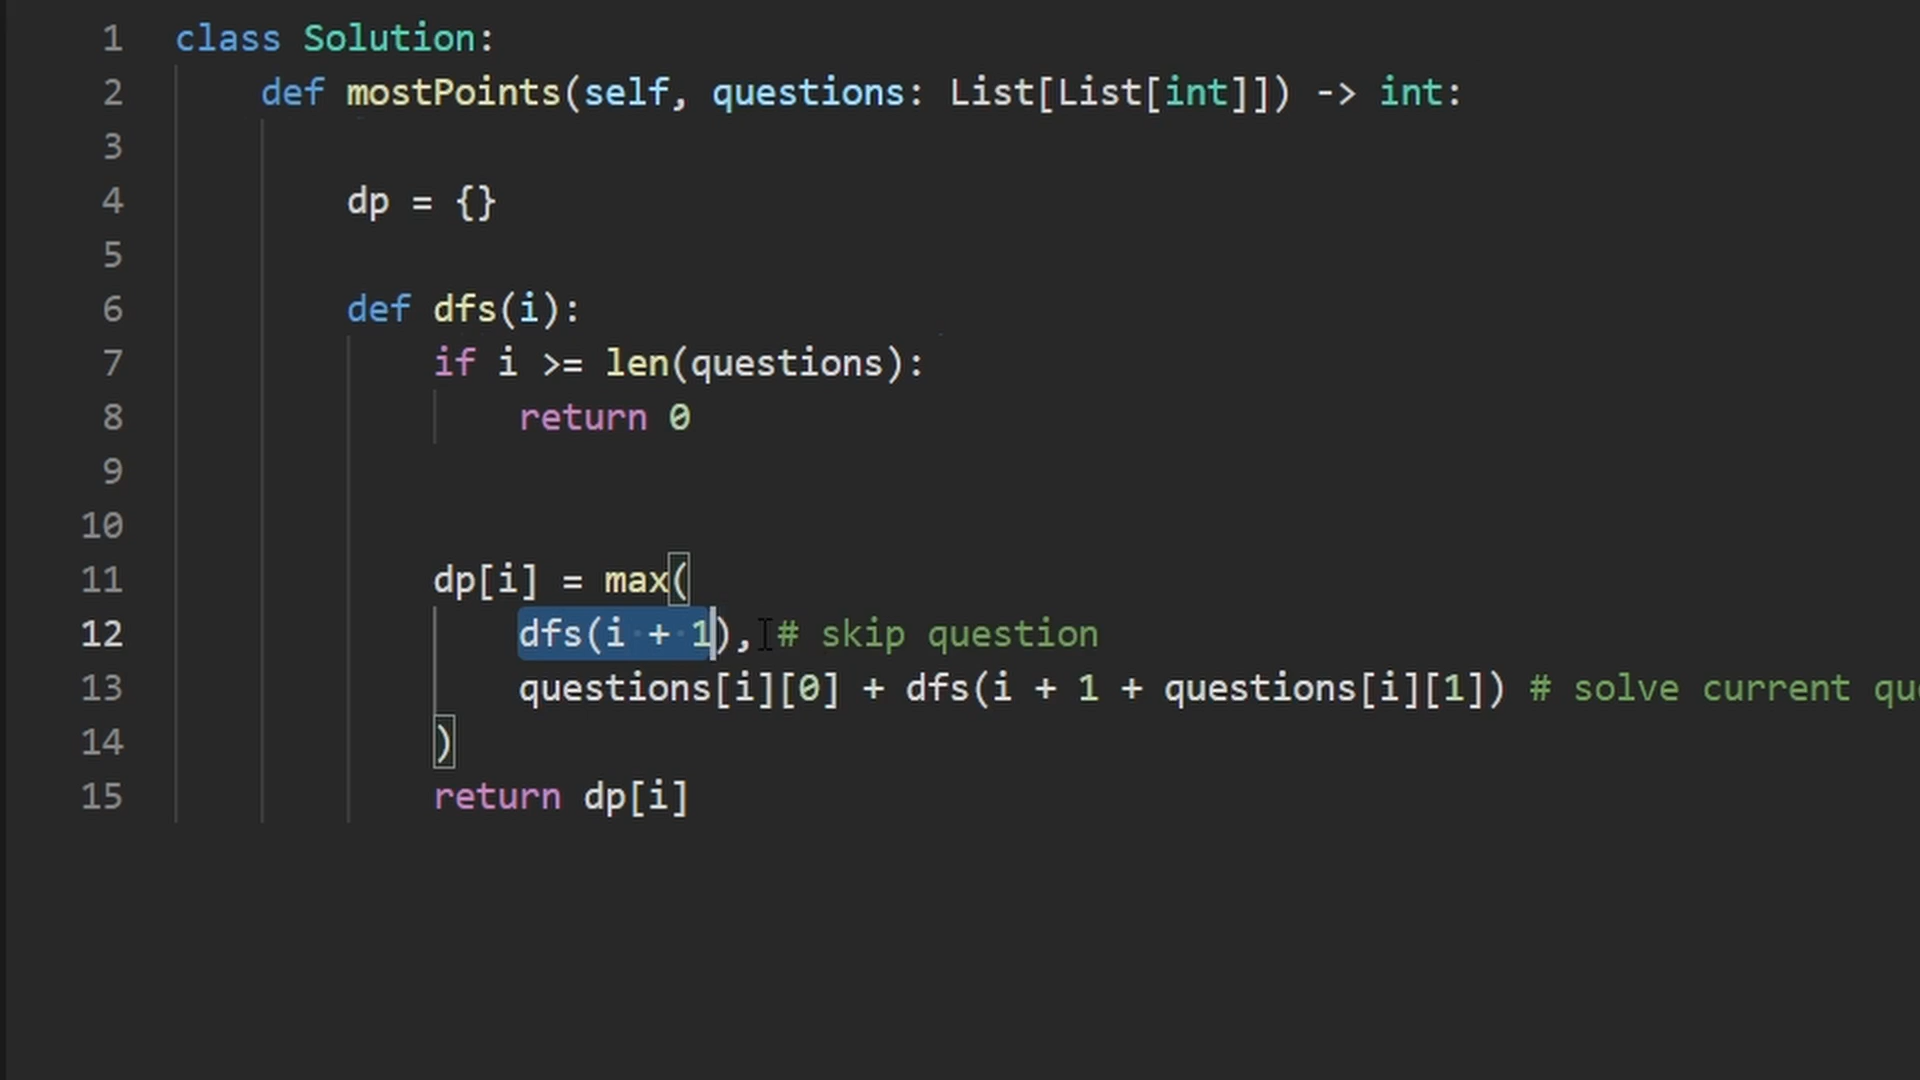 1 class Solution:
2 def mostPoints(self, questions: List[List[int]]) -> int:
3
4 dp = {}
5
6 def dfs(i):
7 if i >= len(questions):
8 return 0
9
10
11 dp[i] = max(
12 dfs(i + 1), # skip question
13 questions[i][0] + dfs(i + 1 + questions[i][1]) # solve current
14 )
15 return dp[i]